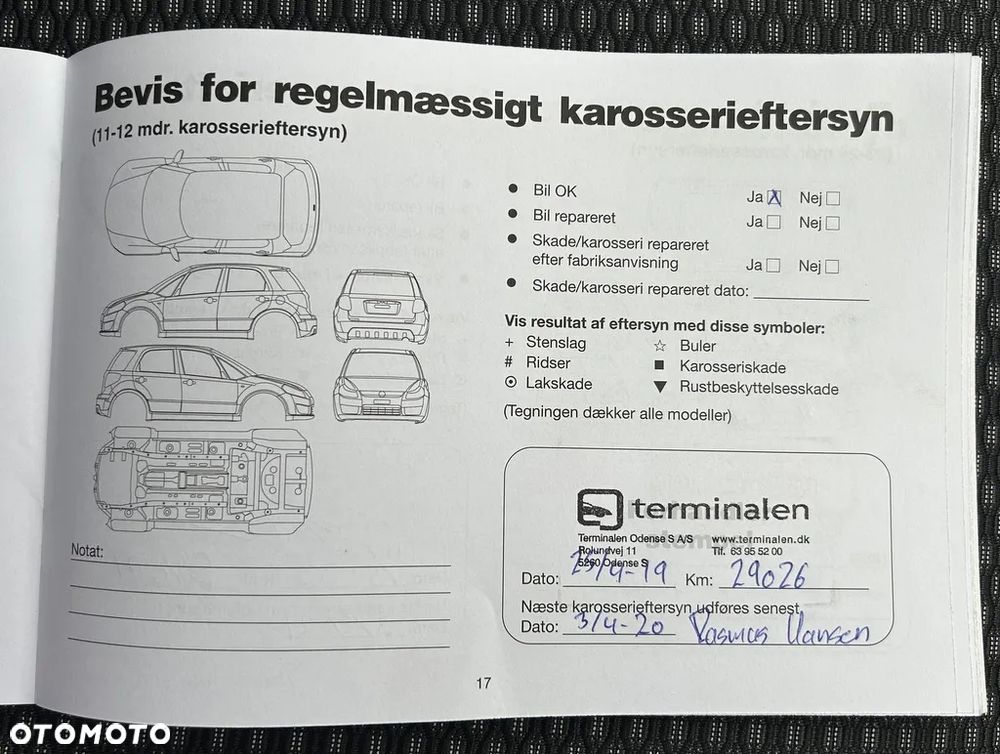 Bevis for regelmæssigt karosserieftersyn
(11-12 mdr. karosserieftersyn)
• Bil OK Ja X Nej
• Bil repareret Ja Nej
• Skade/karosseri repareret
efter fabriksanvisning Ja Nej
• Skade/karosseri repareret dato:
Vis resultat af eftersyn med disse symboler:
+ Stenslag ☆ Buler
# Ridser ■ Karosseriskade
⊙ Lakskade ▼ Rustbeskyttelsesskade
(Tegningen dækker alle modeller)
terminalen
Terminalen Odense S A/S www.terminalen.dk
Rolundvej 11 Tlf. 63 95 52 00
5260 Odense S
Dato: 25/4-19 Km: 29026
Næste karosserieftersyn udføres senest
Dato: 3/4-20 Rasmus Hansen
Notat:
17
OTOMOTO